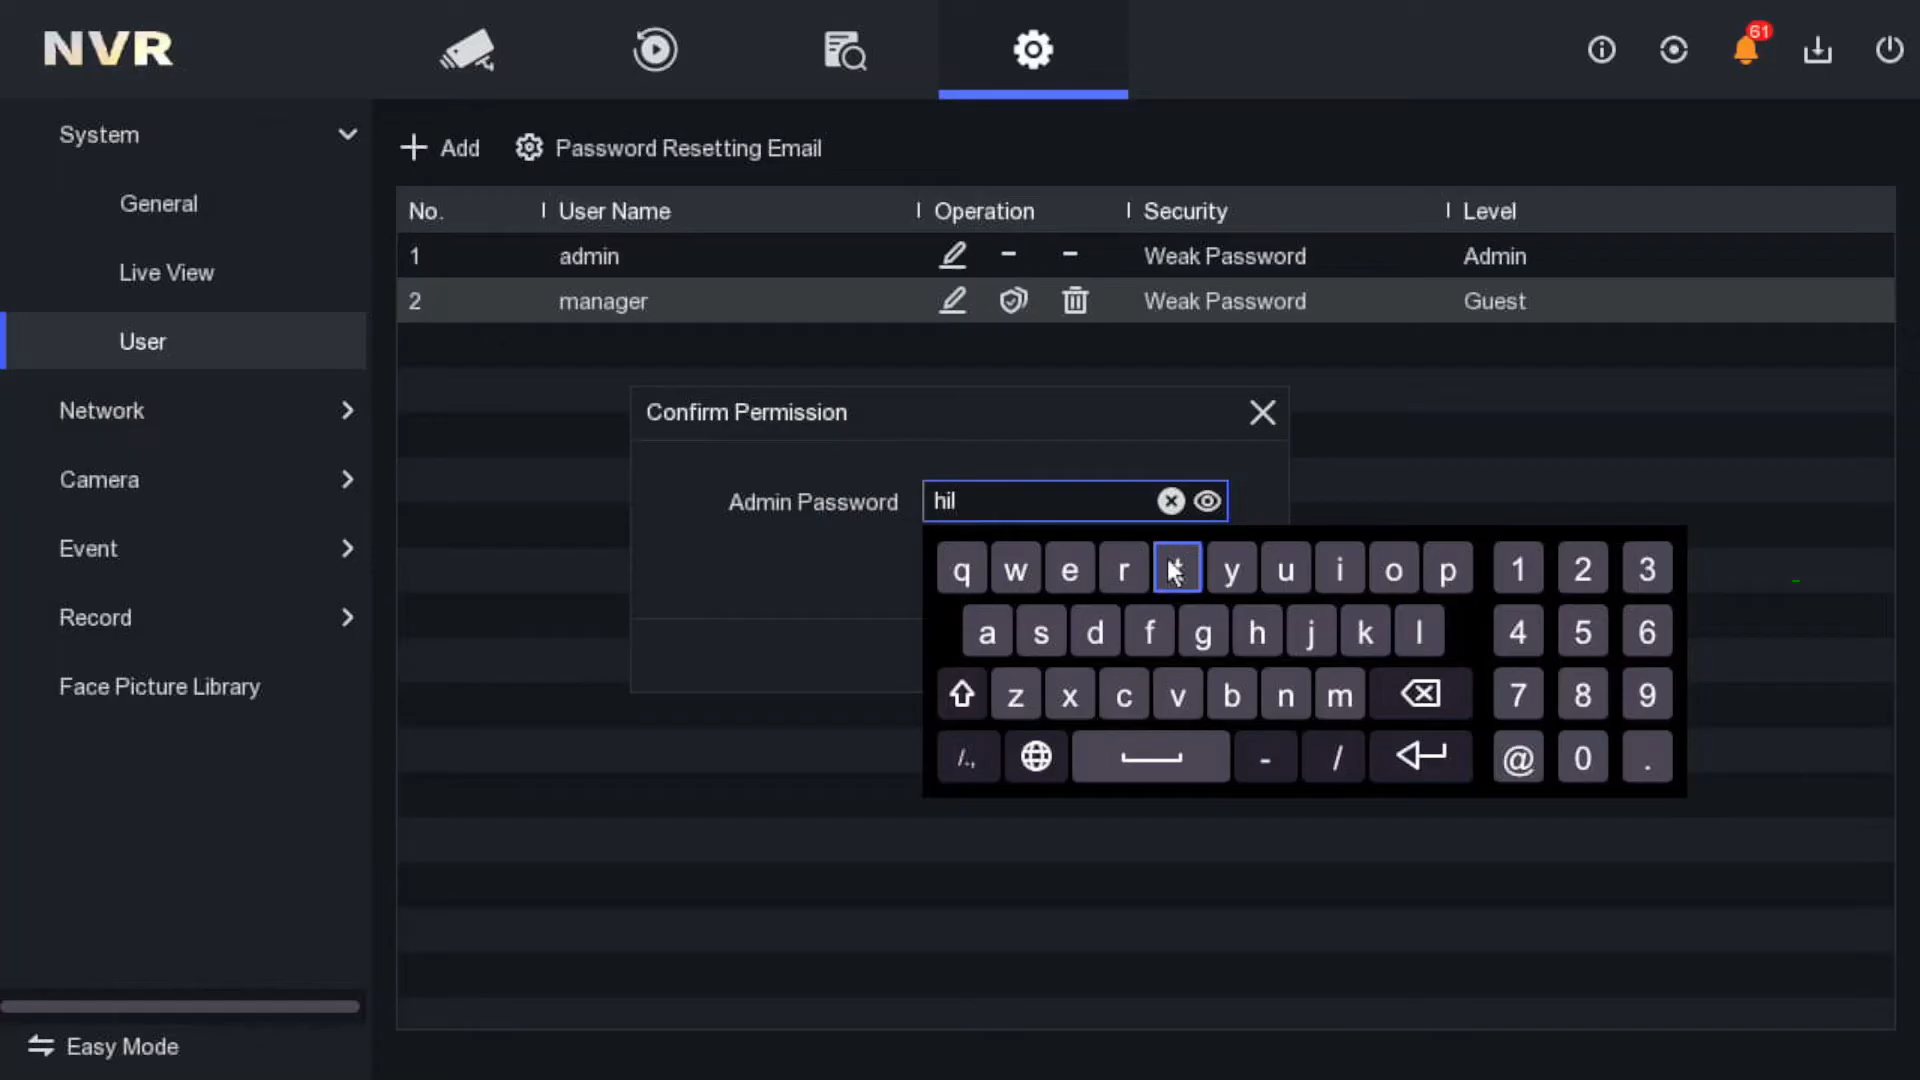 NVR
61
System
General
Live View
User
Network
Camera
Event
Record
Face Picture Library
Easy Mode
Add Password Resetting Email
No. User Name Operation Security Level
1 admin Weak Password Admin
2 manager Weak Password Guest
Confirm Permission
Admin Password hil
q w e r y u i o p 1 2 3
a s d f g h j k l 4 5 6
z x c v b n m 7 8 9
/., - / @ 0 .